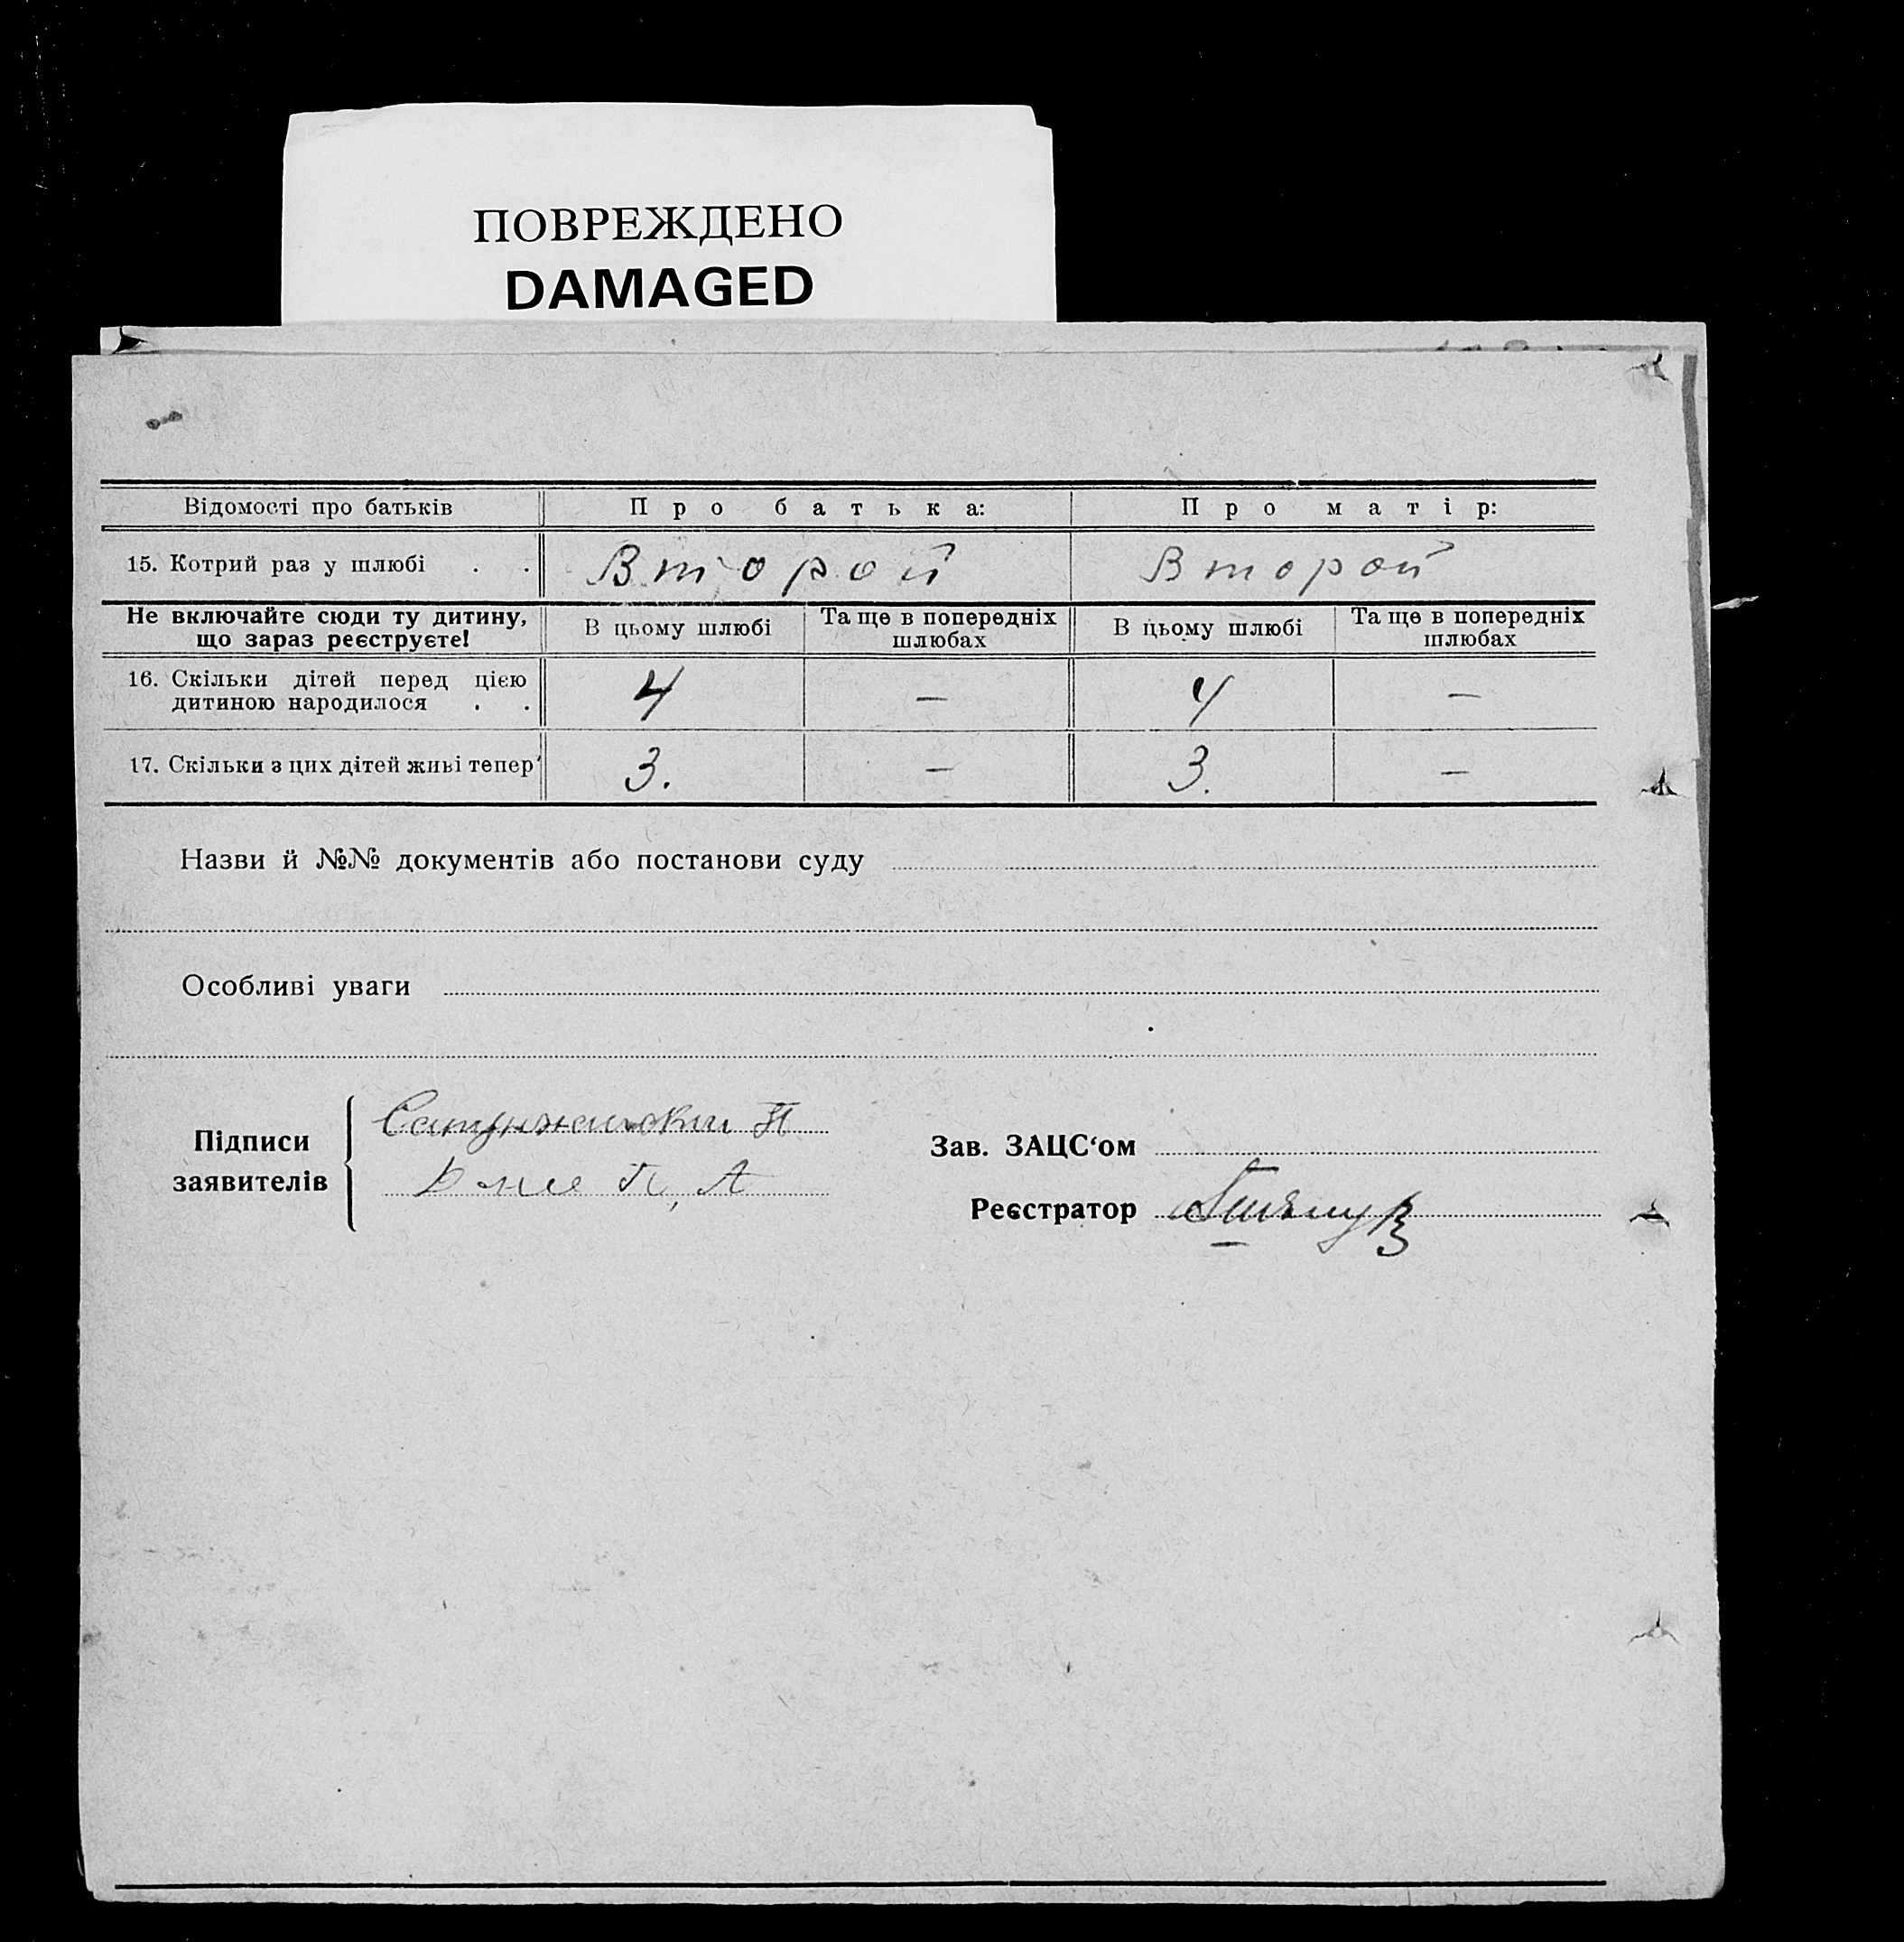 ПОВРЕЖДЕНО
DAMAGED
Відомості про батьків Про батька: Про матір:
15. Котрий раз у шлюбі . . Второй Второй
Не включайте сюди ту дитину, що зараз реєструєте! В цьому шлюбі Та ще в попередніх шлюбах В цьому шлюбі Та ще в попередніх шлюбах
16. Скільки дітей перед цією дитиною народилося . . 4 — 4 —
17. Скільки з цих дітей живі тепер 3. — 3. —
Назви й №№ документів або постанови суду
Особливі уваги
Підписи заявителів
Зав. ЗАЦС‘ом
Реєстратор